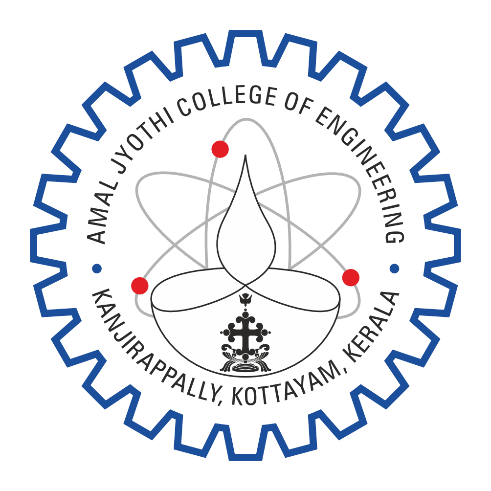 AMAL JYOTHI COLLEGE OF ENGINEERING
KANJIRAPPALLY, KOTTAYAM, KERALA